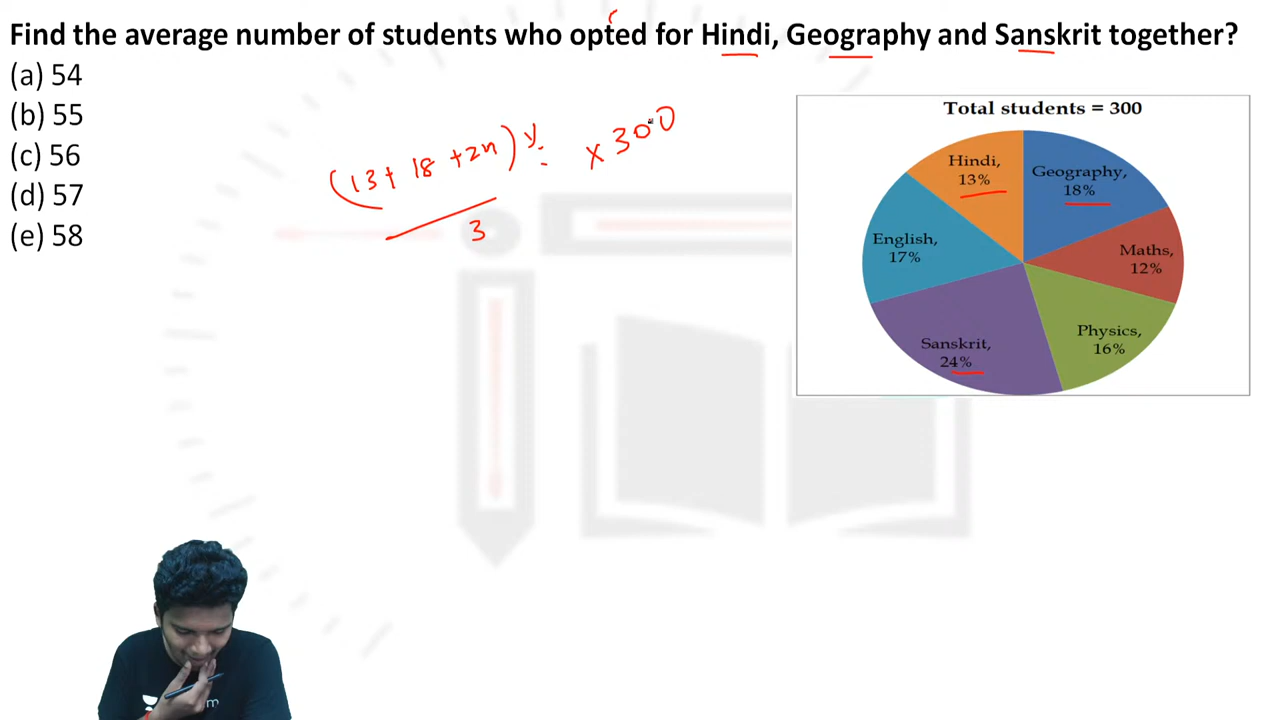 Find the average number of students who opted for Hindi, Geography and Sanskrit together?
(a) 54
(b) 55
(c) 56
(d) 57
(e) 58
(13 + 18 + 24) % × 300
3
Total students = 300
Hindi,
13%
Geography,
18%
Maths,
12%
Physics,
16%
Sanskrit,
24%
English,
17%